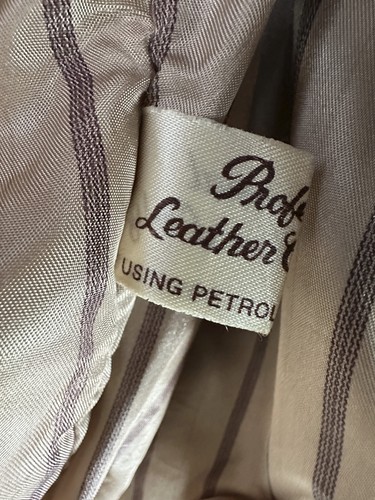 Profe
Leather C
USING PETROL